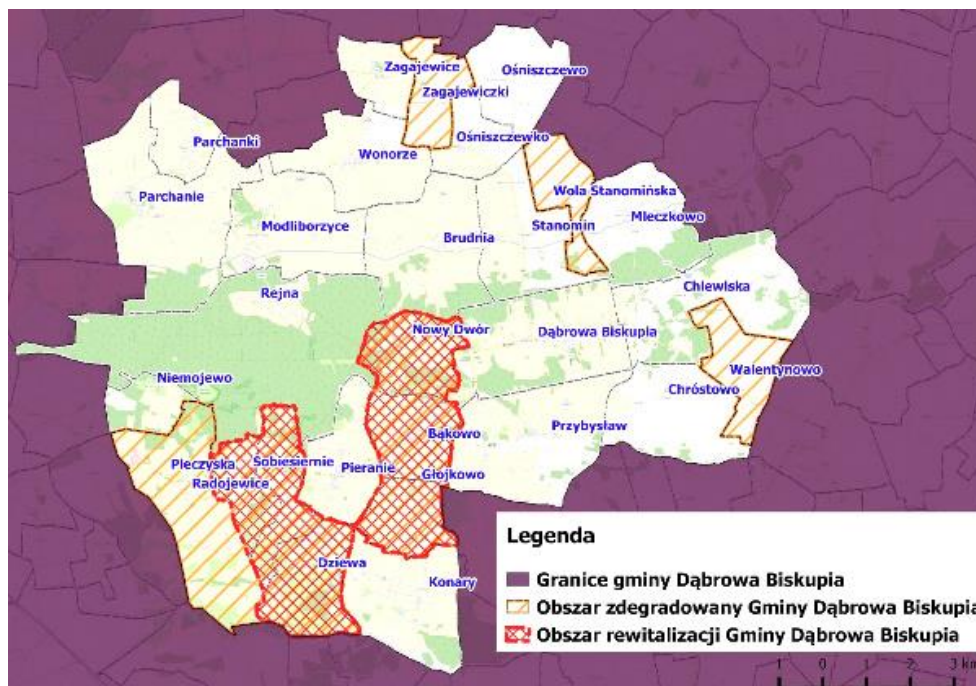 Zagajewice
Ośniszczewo
Zagajewiczki
Parchanki
Ośniszczewko
Wonorze
Parchanie
Wola Stanomińska
Mleczkowo
Modliborzyce
Stanomin
Brudnia
Chlewiska
Rejna
Nowy Dwór
Dąbrowa Biskupia
Niemojewo
Walentynowo
Chróstowo
Przybysław
Bąkowo
Pleczyska
Sobiesiernie
Pieranie
Głojkowo
Radojewice
Dziewa
Konary
Legenda
Granice gminy Dąbrowa Biskupia
Obszar zdegradowany Gminy Dąbrowa Biskupia
Obszar rewitalizacji Gminy Dąbrowa Biskupia
1 0 1 2 3 km